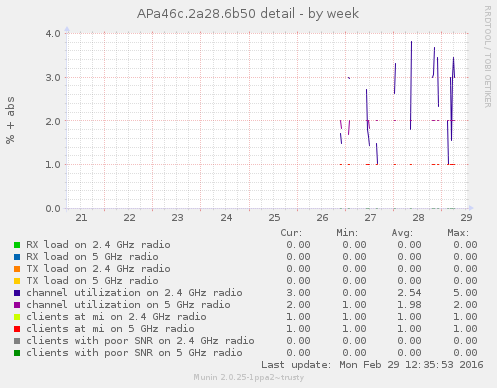 APa46c.2a28.6b50 detail - by week
RRDTOOL / TOBI OETIKER
% + abs
4.0
3.0
2.0
1.0
0.0
21 22 23 24 25 26 27 28 29
Cur: Min: Avg: Max:
RX load on 2.4 GHz radio 0.00 0.00 0.00 0.00
RX load on 5 GHz radio 0.00 0.00 0.00 0.00
TX load on 2.4 GHz radio 0.00 0.00 0.00 0.00
TX load on 5 GHz radio 0.00 0.00 0.00 0.00
channel utilization on 2.4 GHz radio 3.00 0.00 2.54 5.00
channel utilization on 5 GHz radio 2.00 1.00 1.98 2.00
clients at mi on 2.4 GHz radio 1.00 1.00 1.00 1.00
clients at mi on 5 GHz radio 1.00 1.00 1.00 1.00
clients with poor SNR on 2.4 GHz radio 0.00 0.00 0.00 0.00
clients with poor SNR on 5 GHz radio 0.00 0.00 0.00 0.00
Last update: Mon Feb 29 12:35:53 2016
Munin 2.0.25-1ppa2~trusty